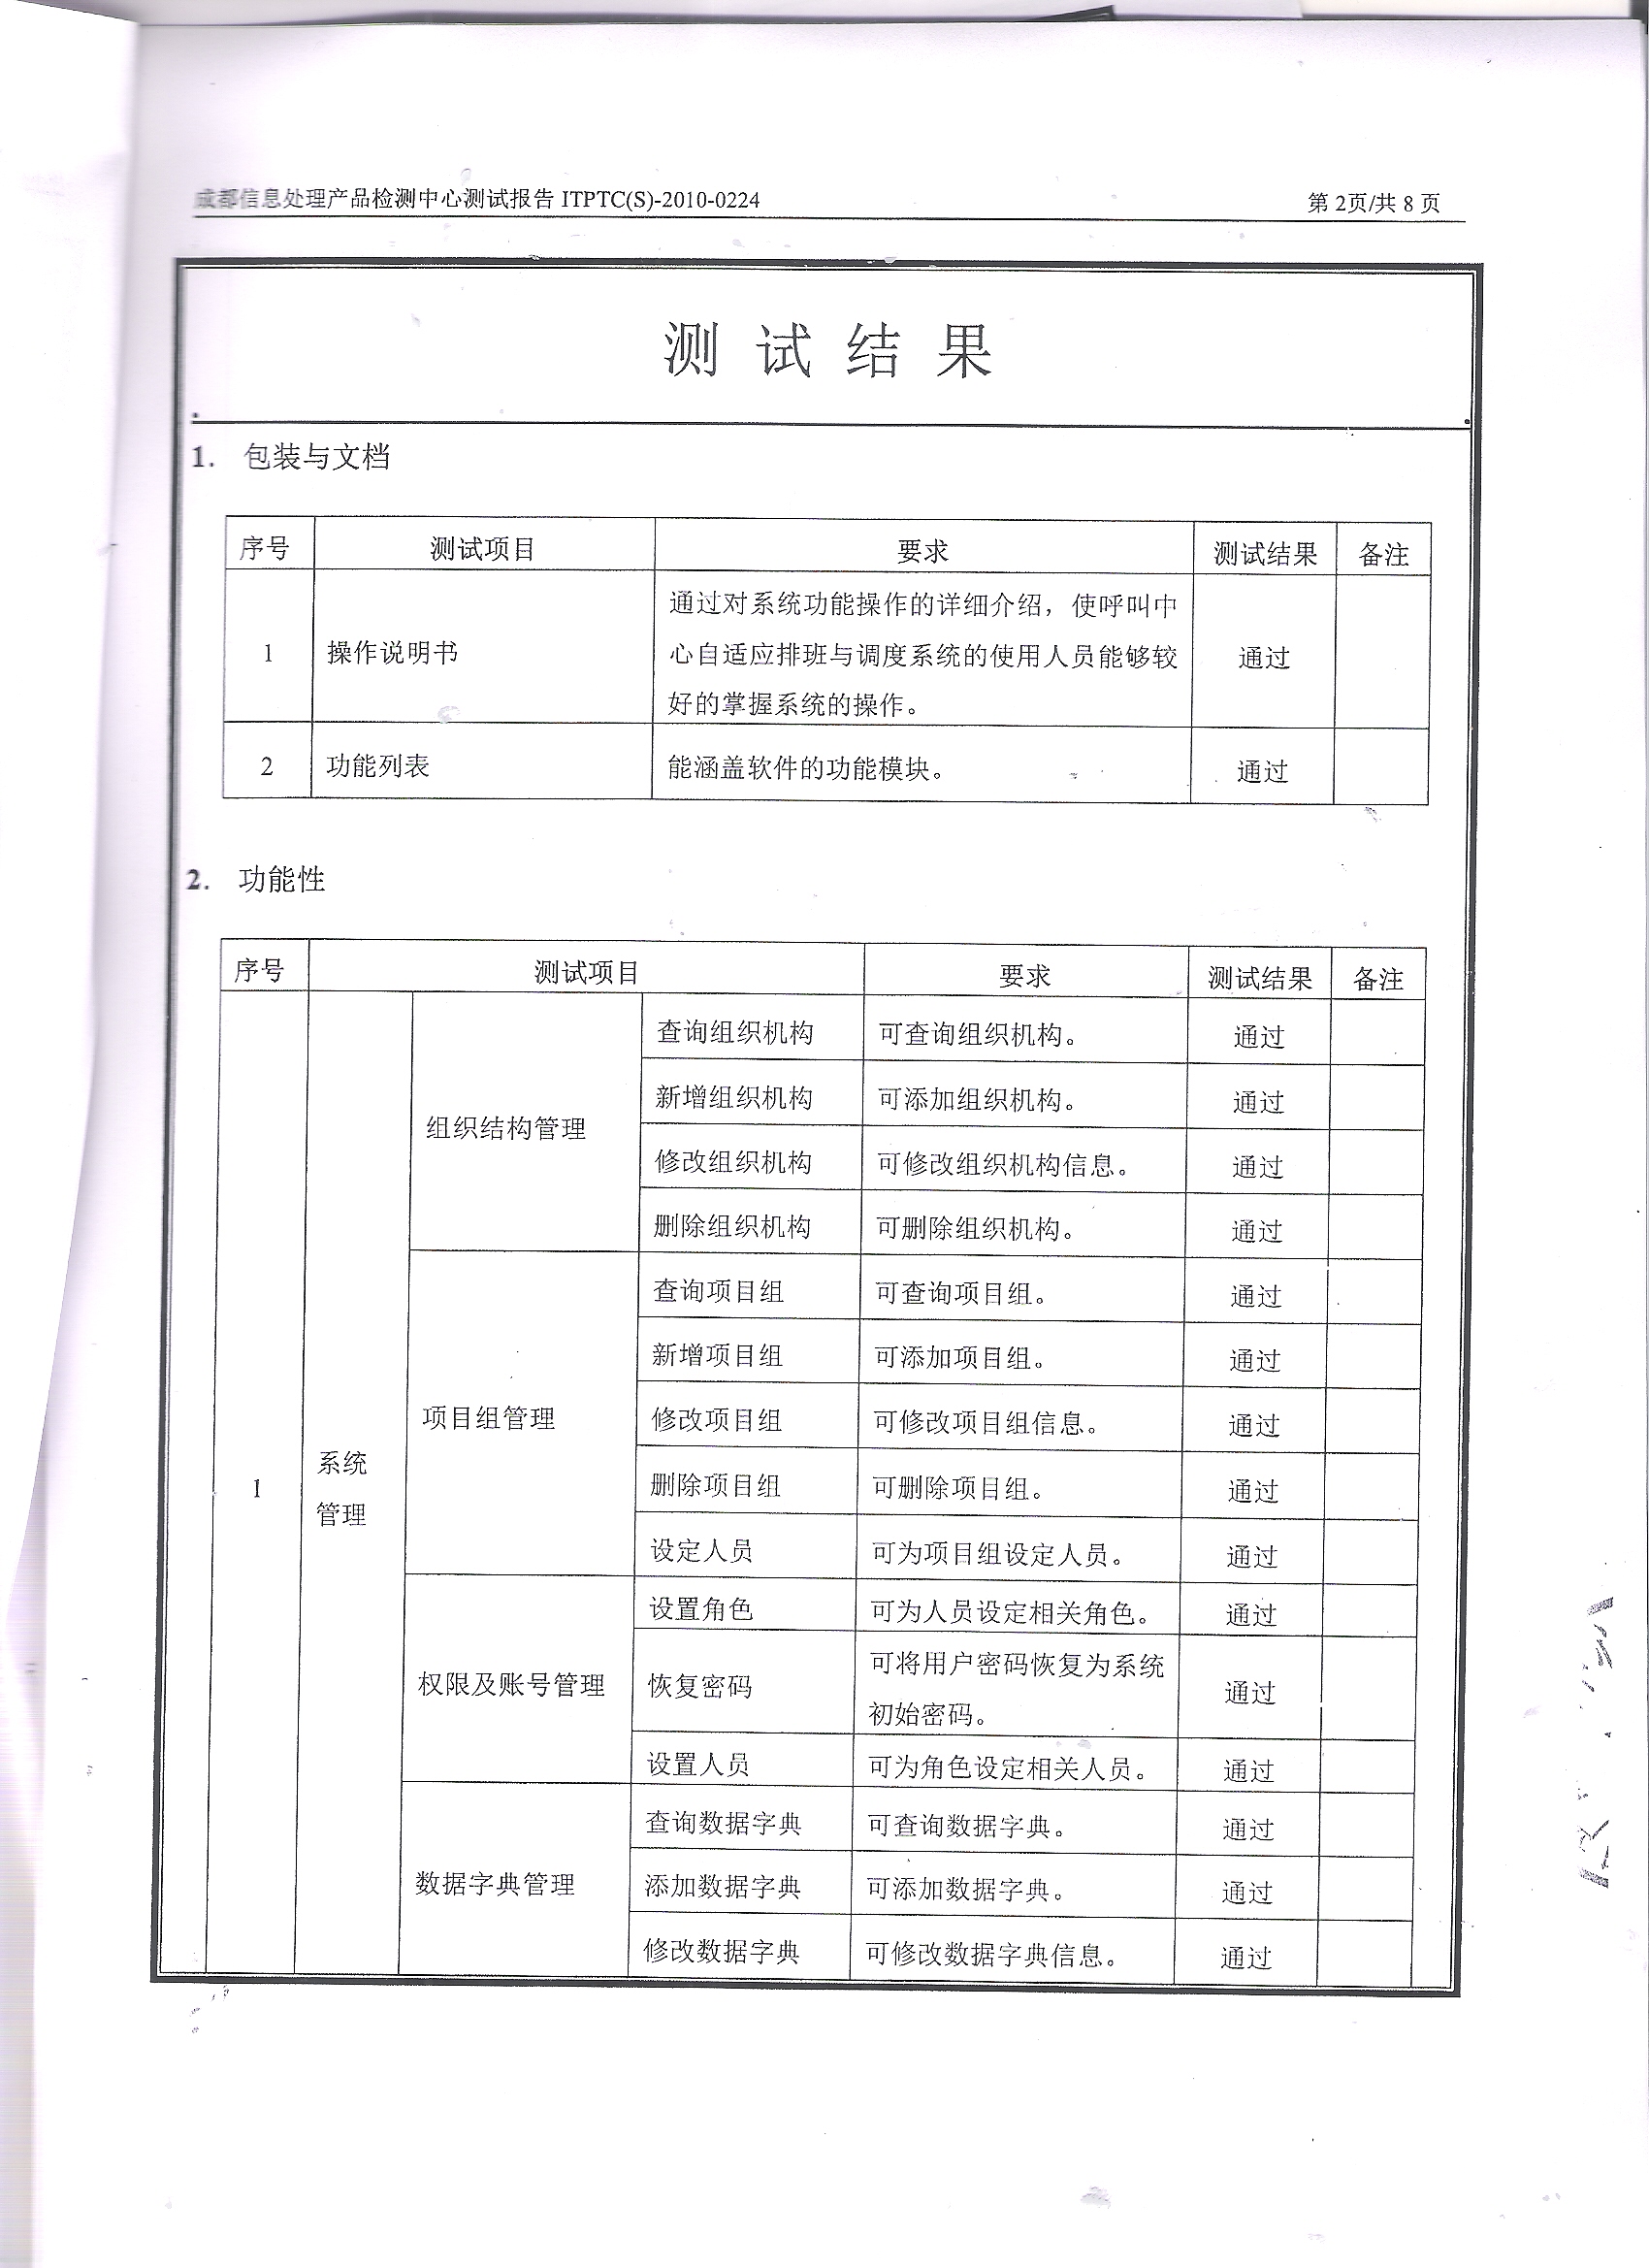 成都信息处理产品检测中心测试报告 ITPTC(S)-2010-0224 第 2页/共 8 页
测 试 结 果
1. 包装与文档
序号 测试项目 要求 测试结果 备注
1 操作说明书 通过对系统功能操作的详细介绍，使呼叫中
心自适应排班与调度系统的使用人员能够较
好的掌握系统的操作。 通过
2 功能列表 能涵盖软件的功能模块。 通过
2. 功能性
序号 测试项目 要求 测试结果 备注
1 系统
管理
组织结构管理
查询组织机构 可查询组织机构。 通过
新增组织机构 可添加组织机构。 通过
修改组织机构 可修改组织机构信息。 通过
删除组织机构 可删除组织机构。 通过
项目组管理
查询项目组 可查询项目组。 通过
新增项目组 可添加项目组。 通过
修改项目组 可修改项目组信息。 通过
删除项目组 可删除项目组。 通过
设定人员 可为项目组设定人员。 通过
权限及账号管理
设置角色 可为人员设定相关角色。 通过
恢复密码 可将用户密码恢复为系统
初始密码。 通过
设置人员 可为角色设定相关人员。 通过
数据字典管理
查询数据字典 可查询数据字典。 通过
添加数据字典 可添加数据字典。 通过
修改数据字典 可修改数据字典信息。 通过